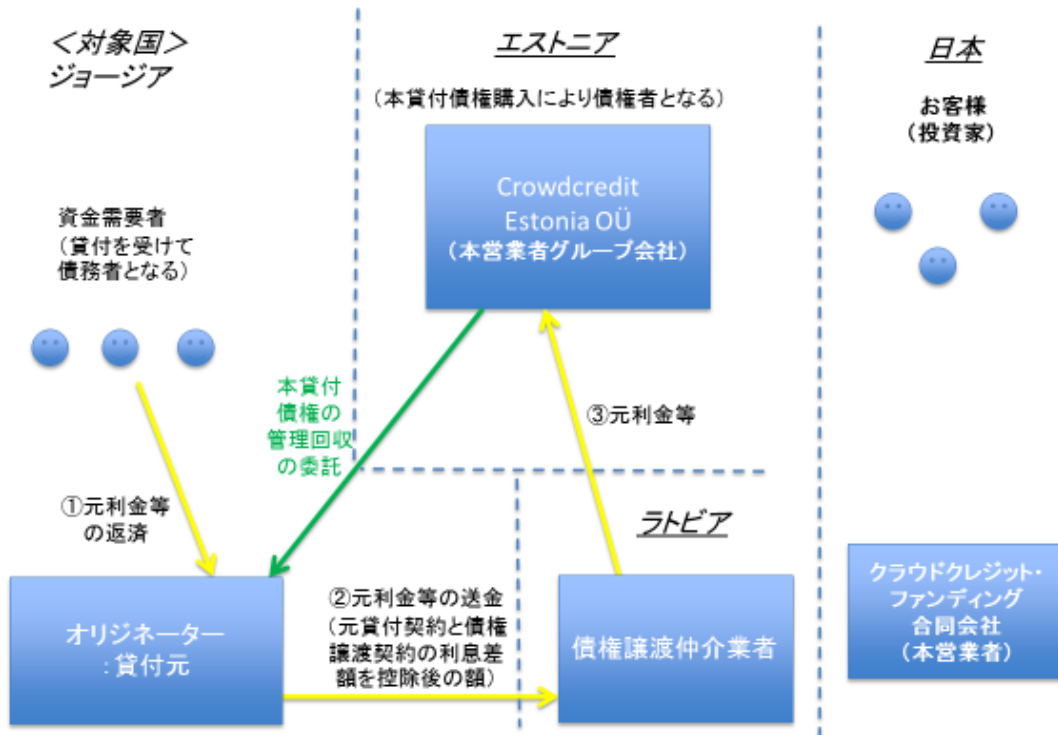 ＜対象国＞
ジョージア
資金需要者
（貸付を受けて
債務者となる）
①元利金等
の返済
オリジネーター
：貸付元
エストニア
（本貸付債権購入により債権者となる）
Crowdcredit
Estonia OÜ
（本営業者グループ会社）
本貸付
債権の
管理回収
の委託
③元利金等
②元利金等の送金
（元貸付契約と債権
譲渡契約の利息差
額を控除後の額）
ラトビア
債権譲渡仲介業者
日本
お客様
（投資家）
クラウドクレジット・
ファンディング
合同会社
（本営業者）